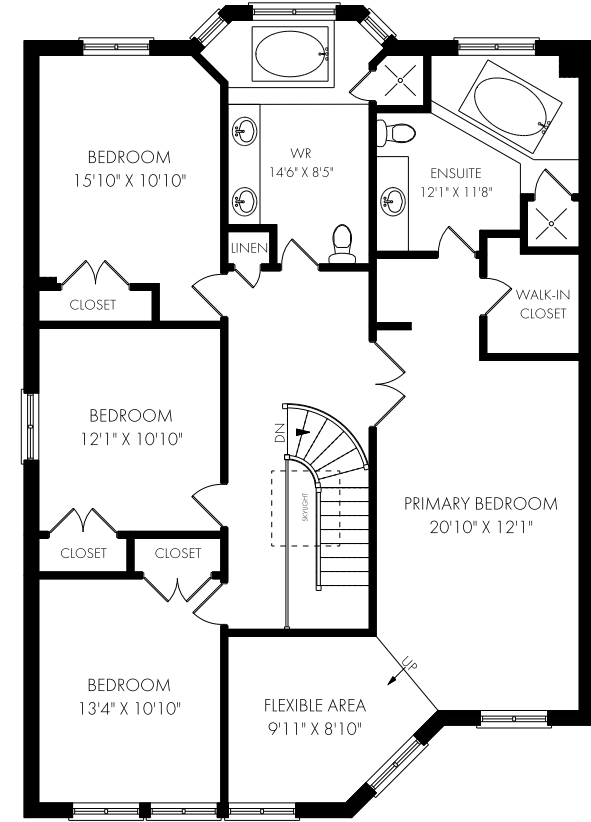 BEDROOM
15'10" X 10'10"
WR
14'6" X 8'5"
ENSUITE
12'1" X 11'8"
LINEN
CLOSET
WALK-IN
CLOSET
BEDROOM
12'1" X 10'10"
DN
SKYLIGHT
PRIMARY BEDROOM
20'10" X 12'1"
CLOSET
CLOSET
UP
BEDROOM
13'4" X 10'10"
FLEXIBLE AREA
9'11" X 8'10"